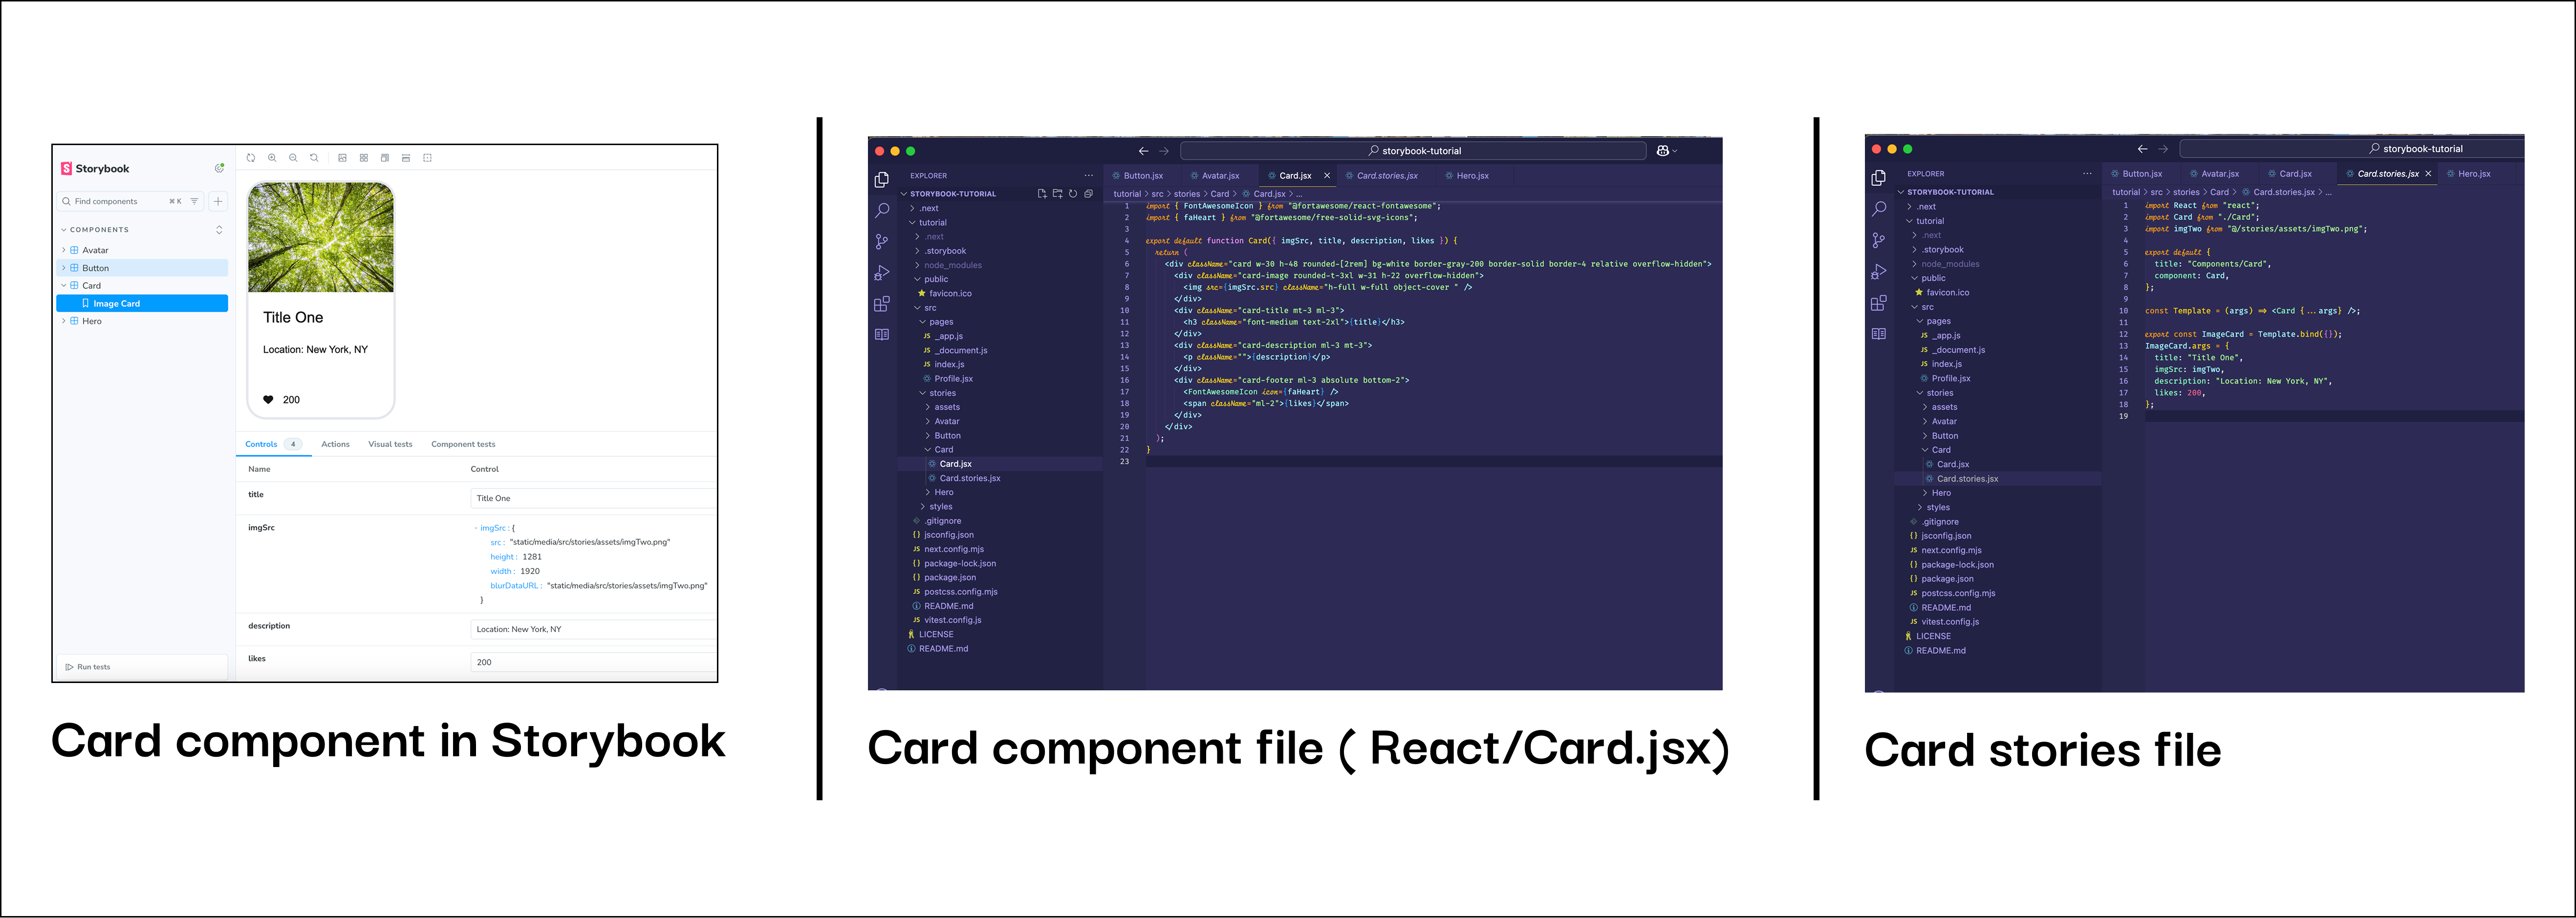 Storybook
Find components
⌘ K
COMPONENTS
Avatar
Button
Card
Image Card
Hero
Run tests
Title One
Location: New York, NY
200
Controls 4 Actions Visual tests Component tests
Name Control
title Title One
imgSrc imgSrc : {
src : "static/media/src/stories/assets/imgTwo.png"
height : 1281
width : 1920
blurDataURL : "static/media/src/stories/assets/imgTwo.png"
}
description Location: New York, NY
likes 200
Card component in Storybook
storybook-tutorial
EXPLORER ...
STORYBOOK-TUTORIAL
.next
tutorial
.next
.storybook
node_modules
public
favicon.ico
src
pages
JS _app.js
JS _document.js
JS index.js
Profile.jsx
stories
assets
Avatar
Button
Card
Card.jsx
Card.stories.jsx
Hero
styles
.gitignore
{} jsconfig.json
JS next.config.mjs
{} package-lock.json
{} package.json
JS postcss.config.mjs
README.md
JS vitest.config.js
LICENSE
README.md
Button.jsx Avatar.jsx Card.jsx × Card.stories.jsx Hero.jsx
tutorial > src > stories > Card > Card.jsx > ...
1 import { FontAwesomeIcon } from "@fortawesome/react-fontawesome";
2 import { faHeart } from "@fortawesome/free-solid-svg-icons";
3
4 export default function Card({ imgSrc, title, description, likes }) {
5 return (
6 <div className="card w-30 h-48 rounded-[2rem] bg-white border-gray-200 border-solid border-4 relative overflow-hidden">
7 <div className="card-image rounded-t-3xl w-31 h-22 overflow-hidden">
8 <img src={imgSrc.src} className="h-full w-full object-cover " />
9 </div>
10 <div className="card-title mt-3 ml-3">
11 <h3 className="font-medium text-2xl">{title}</h3>
12 </div>
13 <div className="card-description ml-3 mt-3">
14 <p className="">{description}</p>
15 </div>
16 <div className="card-footer ml-3 absolute bottom-2">
17 <FontAwesomeIcon icon={faHeart} />
18 <span className="ml-2">{likes}</span>
19 </div>
20 </div>
21 );
22 }
23
Card component file ( React/Card.jsx)
storybook-tutorial
EXPLORER ...
STORYBOOK-TUTORIAL
.next
tutorial
.next
.storybook
node_modules
public
favicon.ico
src
pages
JS _app.js
JS _document.js
JS index.js
Profile.jsx
stories
assets
Avatar
Button
Card
Card.jsx
Card.stories.jsx
Hero
styles
.gitignore
{} jsconfig.json
JS next.config.mjs
{} package-lock.json
{} package.json
JS postcss.config.mjs
README.md
JS vitest.config.js
LICENSE
README.md
Button.jsx Avatar.jsx Card.jsx Card.stories.jsx × Hero.jsx
tutorial > src > stories > Card > Card.stories.jsx > ...
1 import React from "react";
2 import Card from "./Card";
3 import imgTwo from "@/stories/assets/imgTwo.png";
4
5 export default {
6 title: "Components/Card",
7 component: Card,
8 };
9
10 const Template = (args) => <Card {...args} />;
11
12 export const ImageCard = Template.bind({});
13 ImageCard.args = {
14 title: "Title One",
15 imgSrc: imgTwo,
16 description: "Location: New York, NY",
17 likes: 200,
18 };
19
Card stories file